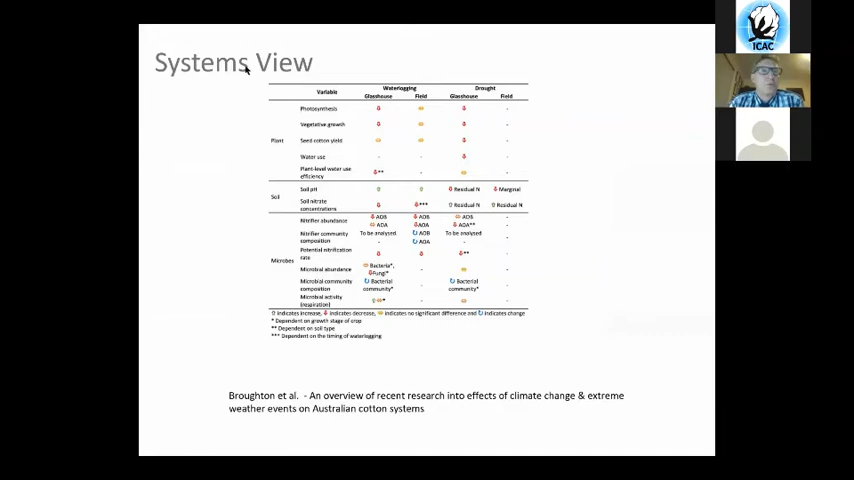 Systems View
Waterlogging Drought
Variable Glasshouse Field Glasshouse Field
Photosynthesis -
Vegetative growth -
Plant Seed cotton yield -
Water use - - -
Plant-level water use efficiency ** - -
Soil Soil pH Residual N Marginal
Soil nitrate concentrations *** Residual N Residual N
Microbes Nitrifier abundance AOB AOA AOB AOA AOB AOA** -
Nitrifier community composition To be analysed - AOB AOA To be analysed - -
Potential nitrification rate ** -
Microbial abundance Bacteria*, Fungi* - -
Microbial community composition Bacterial community* - Bacterial community* -
Microbial activity (respiration) * - -
indicates increase, indicates decrease, indicates no significant difference and indicates change
* Dependent on growth stage of crop
** Dependent on soil type
*** Dependent on the timing of waterlogging
Broughton et al. - An overview of recent research into effects of climate change & extreme
weather events on Australian cotton systems
ICAC